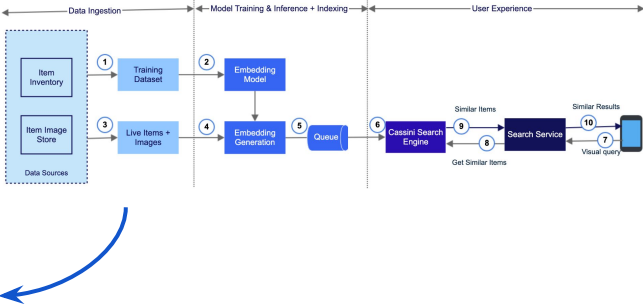 Data Ingestion
Model Training & Inference + Indexing
User Experience
Item
Inventory
1
Training
Dataset
2
Embedding
Model
Item Image
Store
3
Live Items +
Images
4
Embedding
Generation
5
Queue
6
Cassini Search
Engine
Similar Items
9
8
Get Similar Items
Search Service
Similar Results
10
7
Visual query
Data Sources